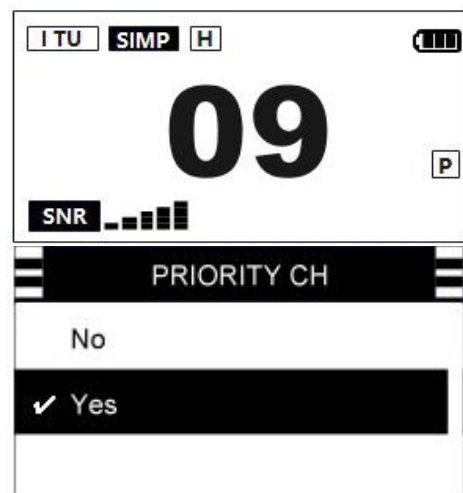 I TU SIMP H
09
P
SNR
PRIORITY CH
No
✔ Yes